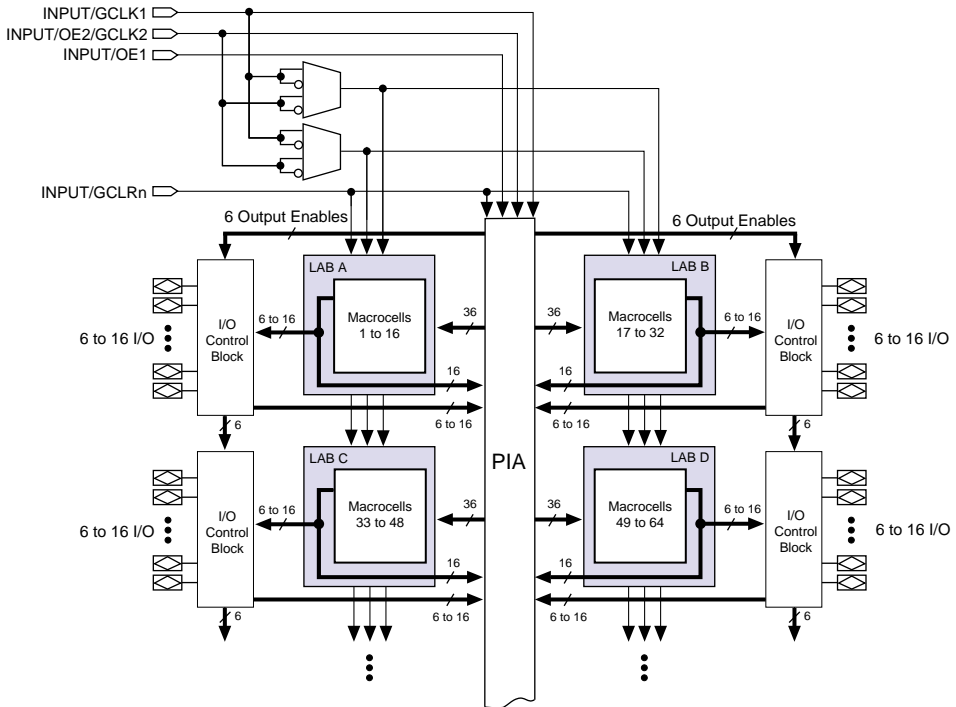 INPUT/GCLK1
INPUT/OE2/GCLK2
INPUT/OE1
INPUT/GCLRn
6 Output Enables
6 Output Enables
LAB A
LAB B
6 to 16 I/O
I/O
Control
Block
6 to 16
Macrocells
1 to 16
36
36
Macrocells
17 to 32
6 to 16
I/O
Control
Block
6 to 16 I/O
16
16
6 to 16
6 to 16
6
6
LAB C
PIA
LAB D
6 to 16 I/O
I/O
Control
Block
6 to 16
Macrocells
33 to 48
36
36
Macrocells
49 to 64
6 to 16
I/O
Control
Block
6 to 16 I/O
16
16
6 to 16
6 to 16
6
6